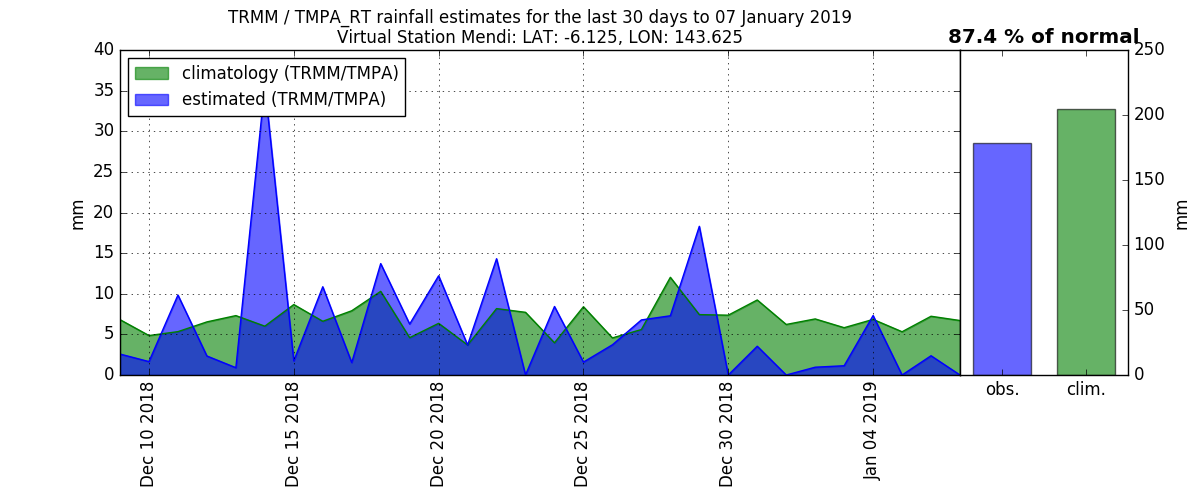 TRMM / TMPA_RT rainfall estimates for the last 30 days to 07 January 2019
Virtual Station Mendi: LAT: -6.125, LON: 143.625
87.4 % of normal
climatology (TRMM/TMPA)
estimated (TRMM/TMPA)
mm
40
35
30
25
20
15
10
5
0
Dec 10 2018
Dec 15 2018
Dec 20 2018
Dec 25 2018
Dec 30 2018
Jan 04 2019
obs.
clim.
250
200
150
100
50
0
mm